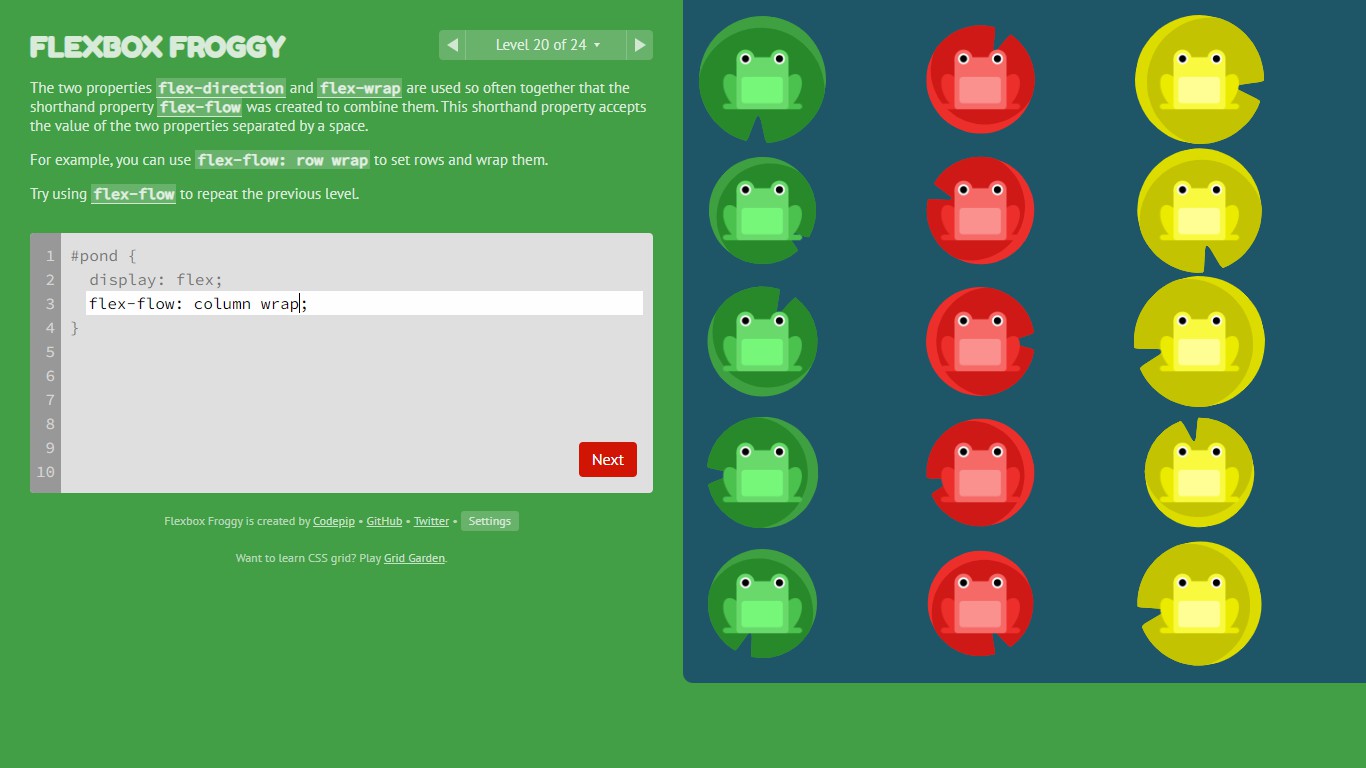 FLEXBOX FROGGY
Level 20 of 24
The two properties flex-direction and flex-wrap are used so often together that the
shorthand property flex-flow was created to combine them. This shorthand property accepts
the value of the two properties separated by a space.
For example, you can use flex-flow: row wrap to set rows and wrap them.
Try using flex-flow to repeat the previous level.
1 #pond {
2 display: flex;
3 flex-flow: column wrap;
4 }
5
6
7
8
9
10
Next
Flexbox Froggy is created by Codepip • GitHub • Twitter • Settings
Want to learn CSS grid? Play Grid Garden.